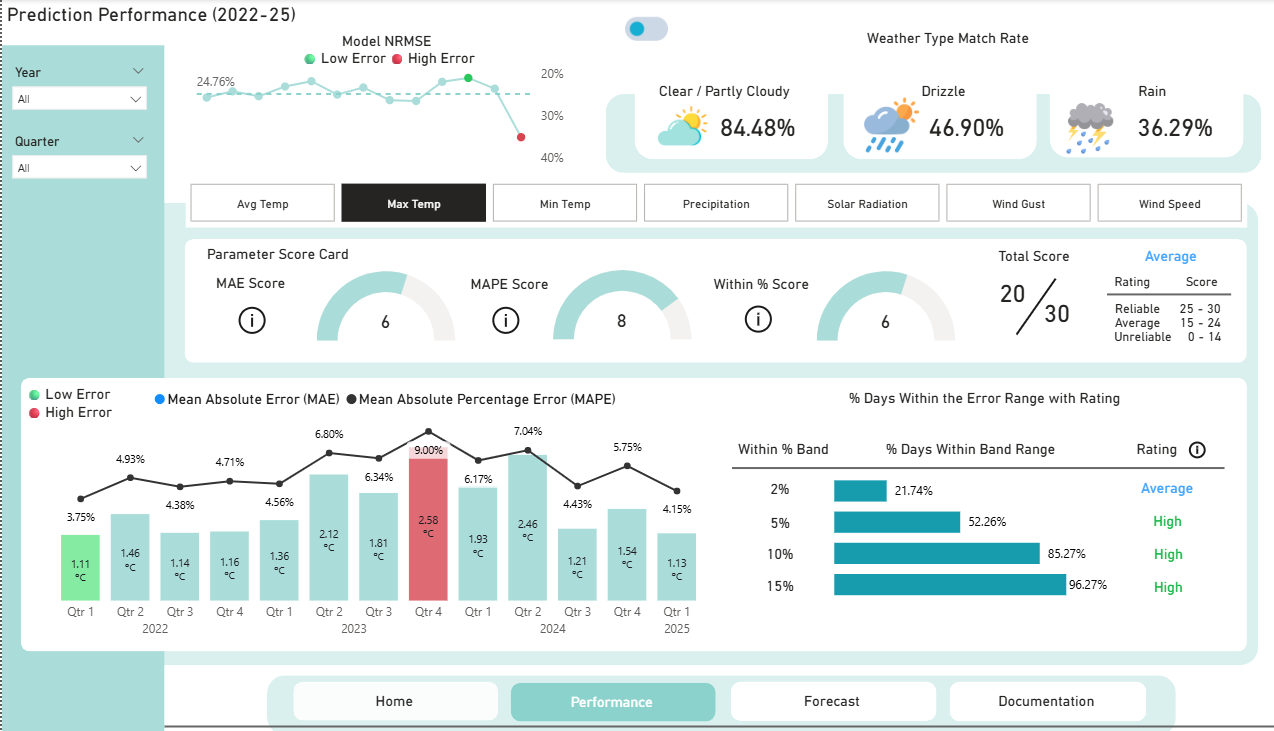 Prediction Performance (2022-25)
Year
All
Quarter
All
Model NRMSE
Low Error High Error
24.76%
20%
30%
40%
Weather Type Match Rate
Clear / Partly Cloudy
84.48%
Drizzle
46.90%
Rain
36.29%
Avg Temp Max Temp Min Temp Precipitation Solar Radiation Wind Gust Wind Speed
Parameter Score Card
MAE Score
i
6
MAPE Score
i
8
Within % Score
i
6
Total Score
20
30
Average
Rating Score
Reliable 25 - 30
Average 15 - 24
Unreliable 0 - 14
Low Error
High Error
Mean Absolute Error (MAE) Mean Absolute Percentage Error (MAPE)
3.75% 4.93% 4.38% 4.71% 4.56% 6.80% 6.34% 9.00% 6.17% 7.04% 4.43% 5.75% 4.15%
1.11 1.46 1.14 1.16 1.36 2.12 1.81 2.58 1.93 2.46 1.21 1.54 1.13
°C °C °C °C °C °C °C °C °C °C °C °C °C
Qtr 1 Qtr 2 Qtr 3 Qtr 4 Qtr 1 Qtr 2 Qtr 3 Qtr 4 Qtr 1 Qtr 2 Qtr 3 Qtr 4 Qtr 1
2022 2023 2024 2025
% Days Within the Error Range with Rating
Within % Band % Days Within Band Range Rating i
2% 21.74% Average
5% 52.26% High
10% 85.27% High
15% 96.27% High
Home Performance Forecast Documentation